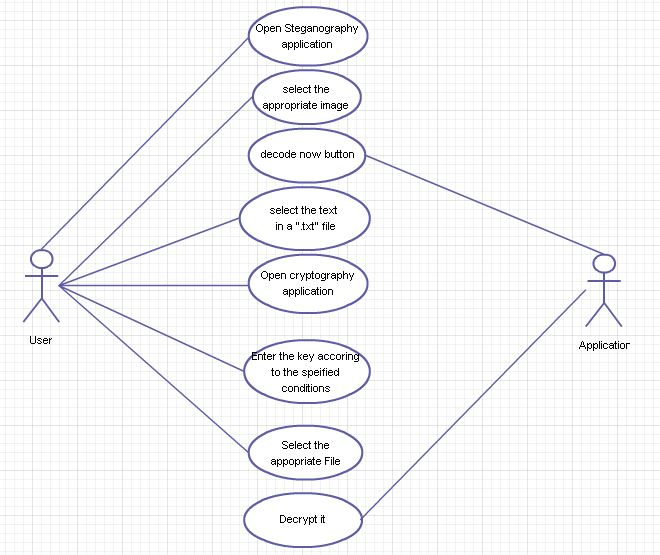 Open Steganography
application
select the
appropriate image
decode now button
select the text
in a ".txt" file
Open cryptography
application
User
Application
Enter the key accoring
to the speified
conditions
Select the
appopriate File
Decrypt it